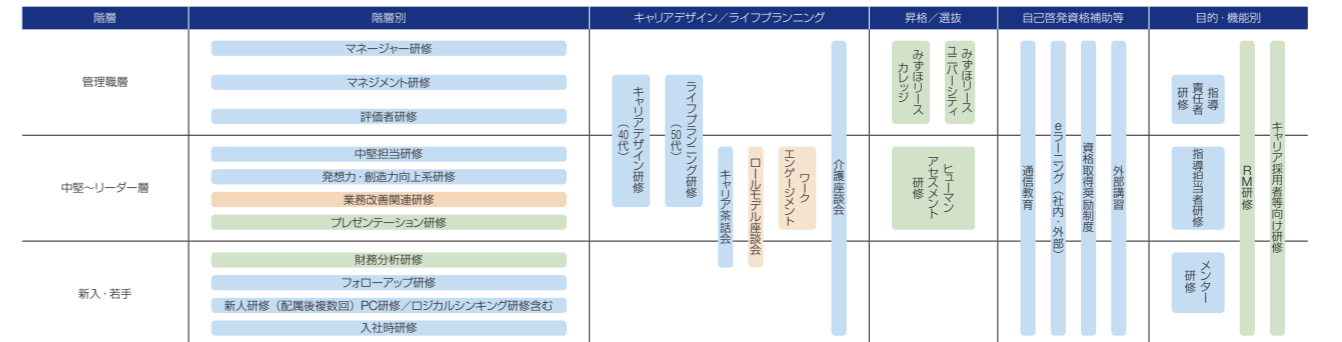 階層
階層別
キャリアデザイン／ライフプランニング
昇格／選抜
自己啓発資格補助等
目的・機能別
管理職層
マネージャー研修
マネジメント研修
評価者研修
中堅〜リーダー層
中堅担当研修
発想力・創造力向上系研修
業務改善関連研修
プレゼンテーション研修
新入・若手
財務分析研修
フォローアップ研修
新人研修（配属後複数回）PC研修／ロジカルシンキング研修含む
入社時研修
キャリアデザイン研修
（40代）
ライフプランニング研修
（50代）
キャリア茶話会
ロールモデル座談会
ワーク
エンゲージメント
介護座談会
みずほリース
カレッジ
みずほリース
ユニバーシティ
ヒューマン
アセスメント
研修
通信教育
eラーニング（社内・外部）
資格取得奨励制度
外部講習
指導
責任者
研修
指導担当者研修
メンター
研修
RM研修
キャリア採用者等向け研修